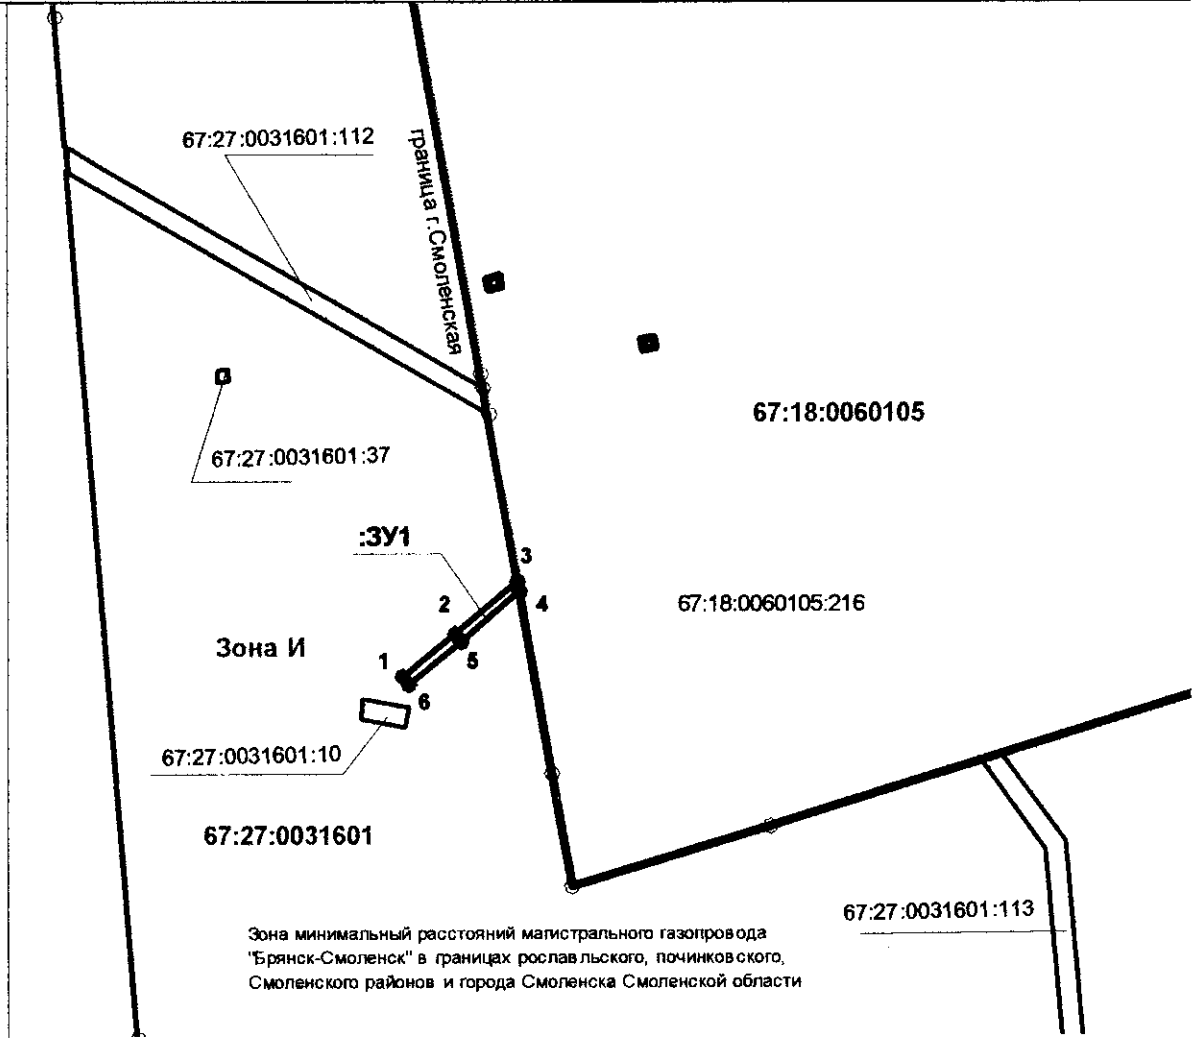 67:27:0031601:112
граница г.Смоленская
67:18:0060105
67:27:0031601:37
:ЗУ1
3
2
4
67:18:0060105:216
Зона И
1
5
6
67:27:0031601:10
67:27:0031601
67:27:0031601:113
Зона минимальный расстояний магистрального газопровода
"Брянск-Смоленск" в границах рославльского, починковского,
Смоленского районов и города Смоленска Смоленской области